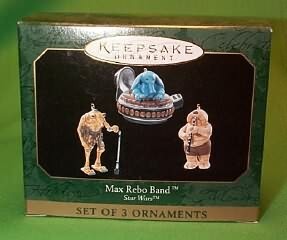 KEEPSAKE
ORNAMENT
Max Rebo Band™
Star Wars™
SET OF 3 ORNAMENTS